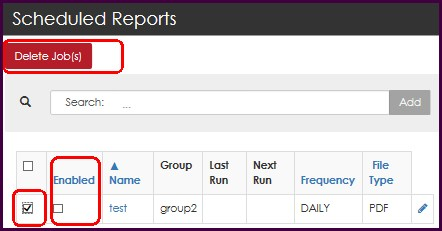 Scheduled Reports
Delete Job(s)
Search: ...
Add
Enabled ▲ Name Group Last Run Next Run Frequency File Type
test group2 DAILY PDF